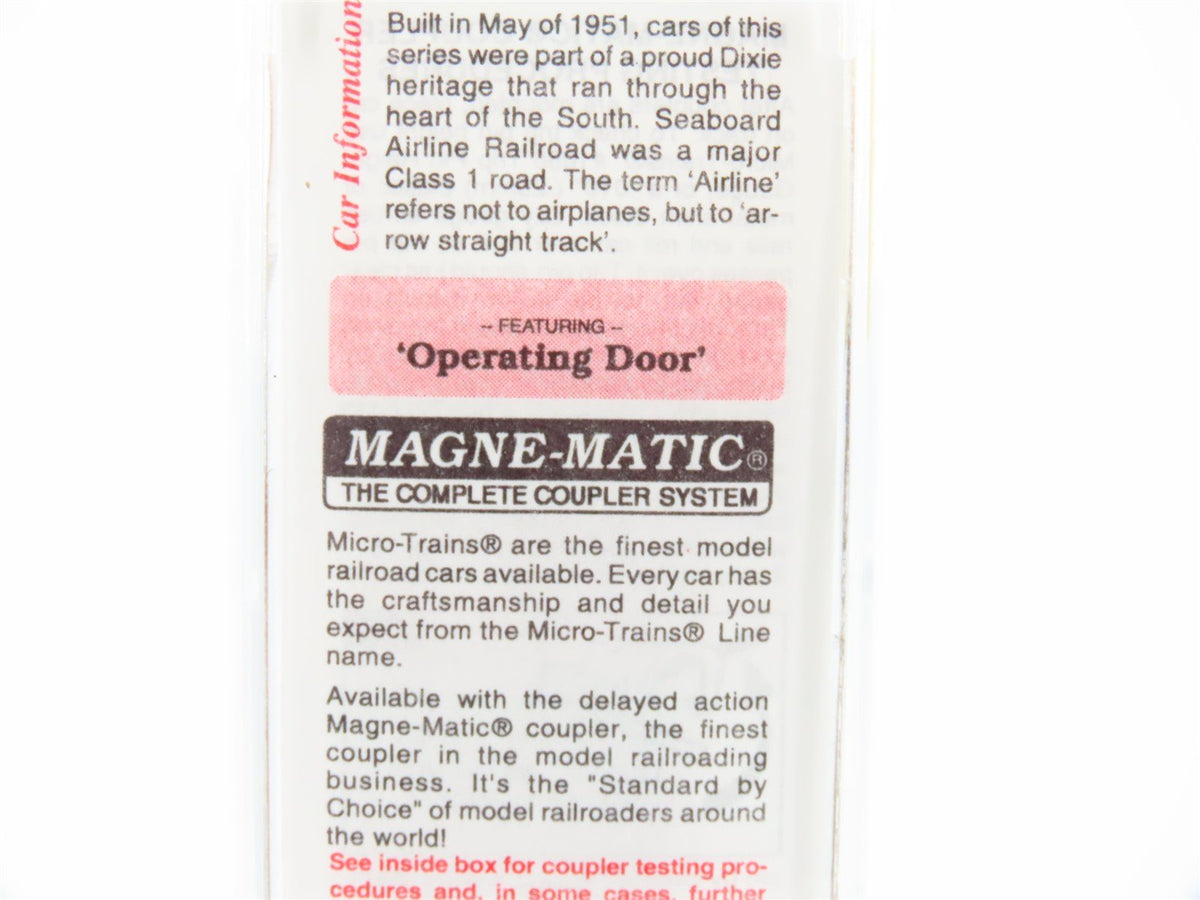 Car Information
Built in May of 1951, cars of this
series were part of a proud Dixie
heritage that ran through the
heart of the South. Seaboard
Airline Railroad was a major
Class 1 road. The term ‘Airline’
refers not to airplanes, but to ‘ar-
row straight track’.
-- FEATURING --
‘Operating Door’
MAGNE-MATIC®
THE COMPLETE COUPLER SYSTEM
Micro-Trains® are the finest model
railroad cars available. Every car has
the craftsmanship and detail you
expect from the Micro-Trains® Line
name.
Available with the delayed action
Magne-Matic® coupler, the finest
coupler in the model railroading
business. It's the "Standard by
Choice" of model railroaders around
the world!
See inside box for coupler testing pro-
cedures and, in some cases, further